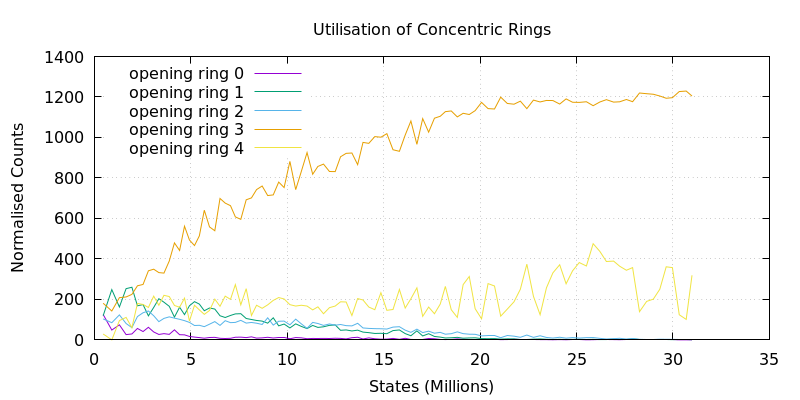 Utilisation of Concentric Rings
1400
1200
1000
800
600
400
200
0
Normalised Counts
opening ring 0
opening ring 1
opening ring 2
opening ring 3
opening ring 4
0 5 10 15 20 25 30 35
States (Millions)